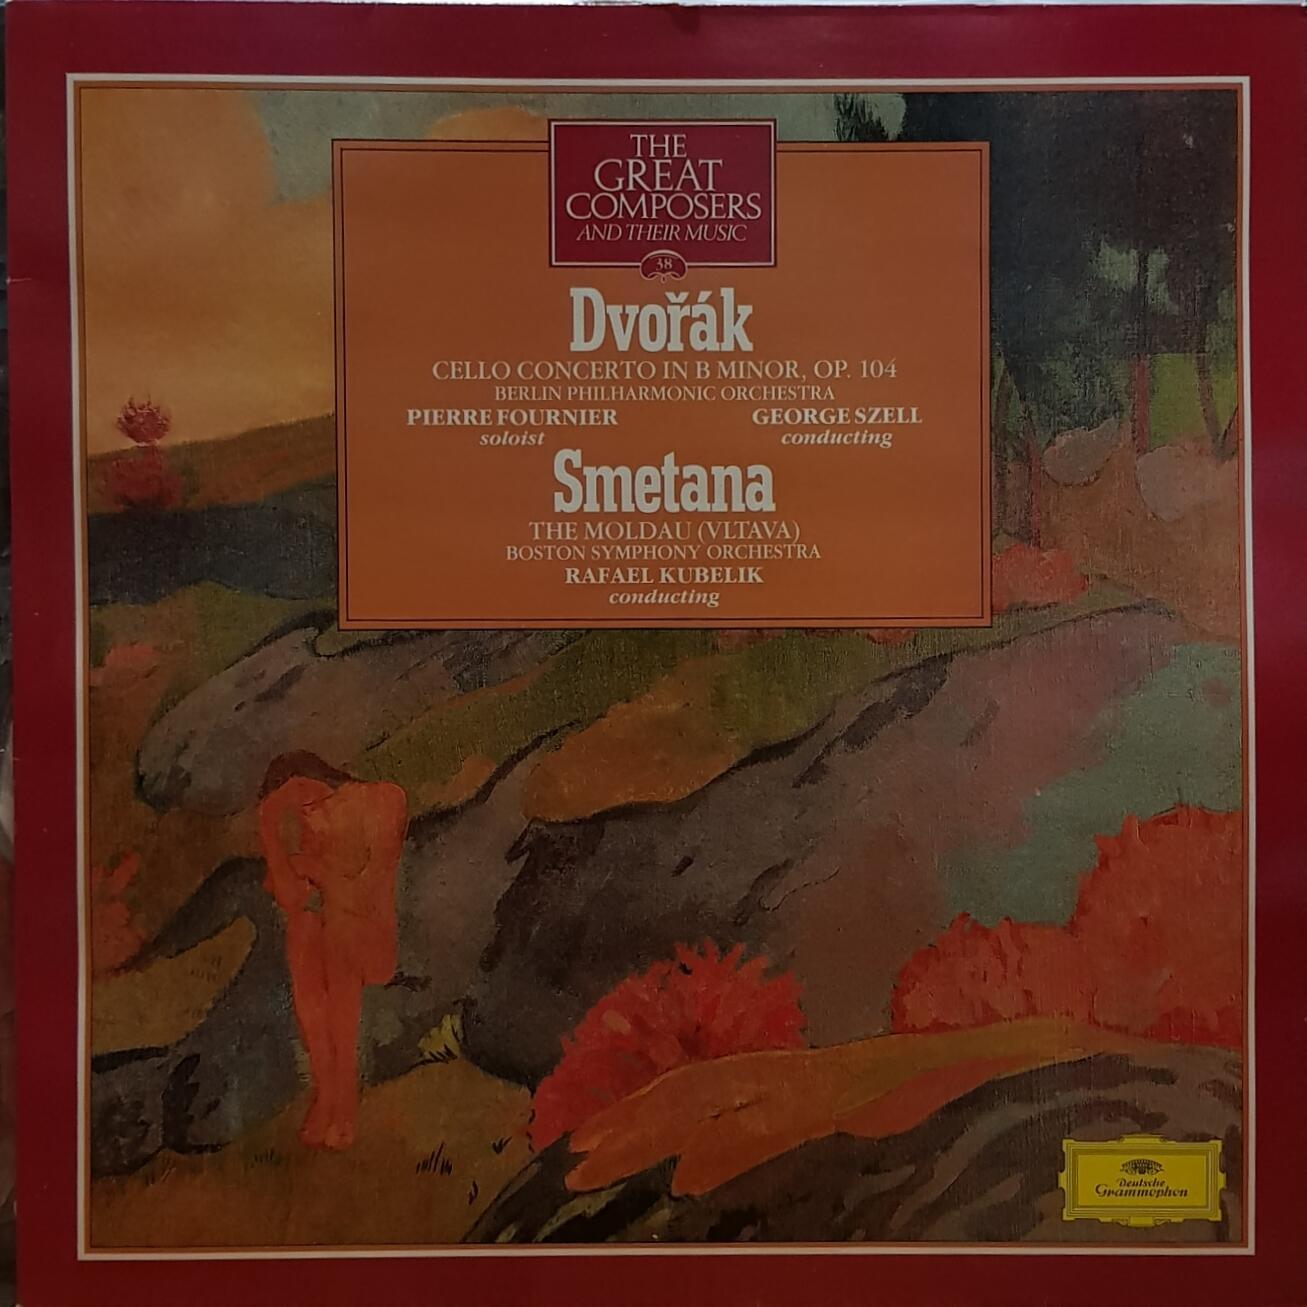 THE
GREAT
COMPOSERS
AND THEIR MUSIC
38
Dvořák
CELLO CONCERTO IN B MINOR, OP. 104
BERLIN PHILHARMONIC ORCHESTRA
PIERRE FOURNIER GEORGE SZELL
soloist conducting
Smetana
THE MOLDAU (VLTAVA)
BOSTON SYMPHONY ORCHESTRA
RAFAEL KUBELIK
conducting
Deutsche
Grammophon